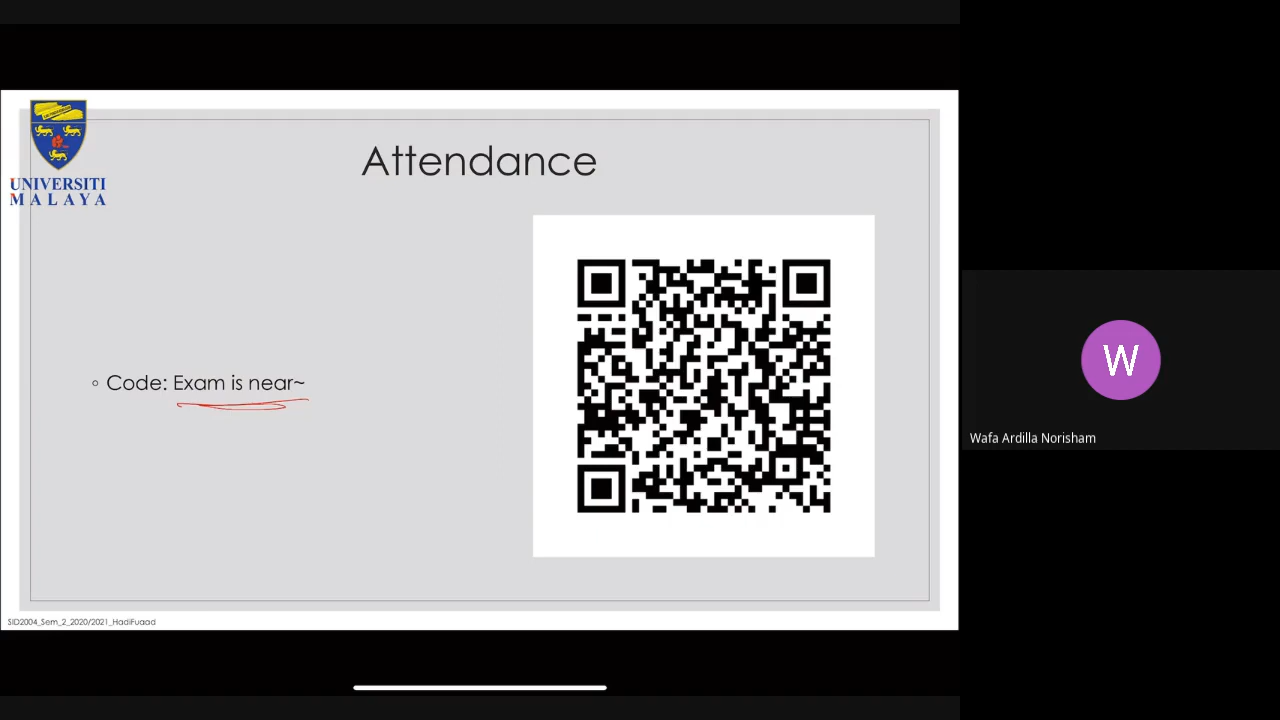 UNIVERSITI
MALAYA
Attendance
Code: Exam is near~
SID2004_Sem_2_2020/2021_HadiFuaad
W
Wafa Ardilla Norisham